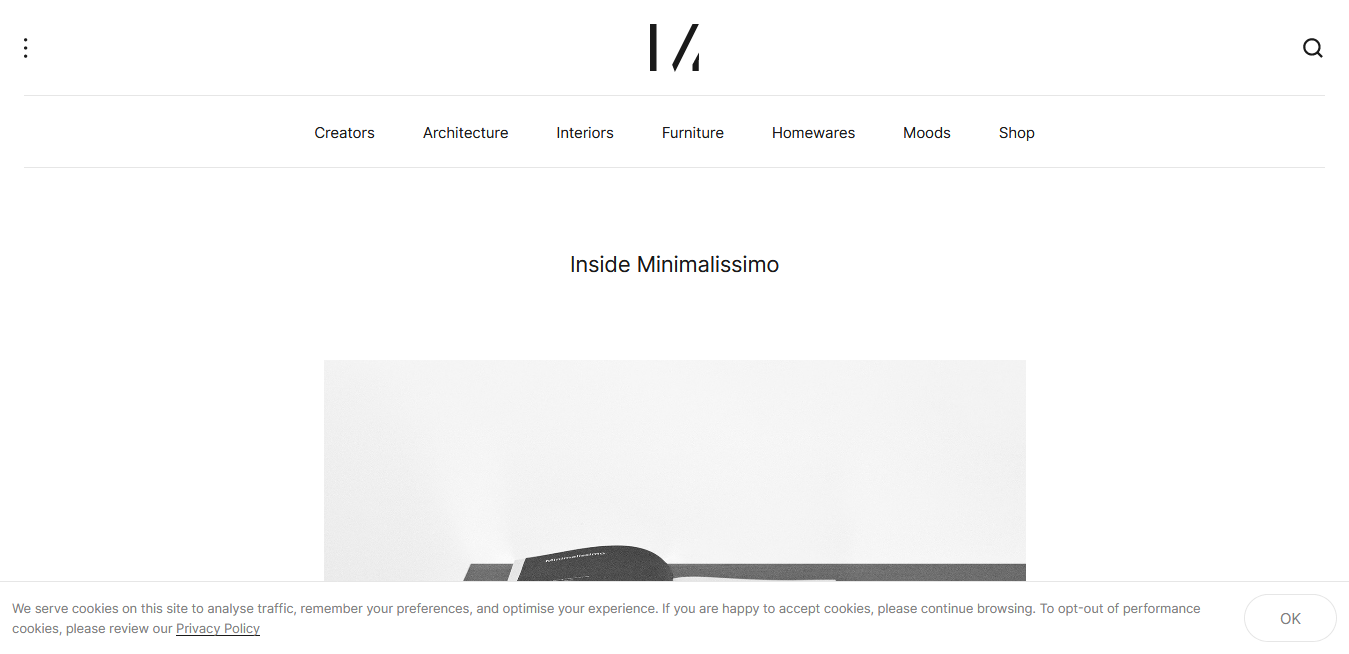 Creators Architecture Interiors Furniture Homewares Moods Shop
Inside Minimalissimo
Minimalissimo
We serve cookies on this site to analyse traffic, remember your preferences, and optimise your experience. If you are happy to accept cookies, please continue browsing. To opt-out of performance
cookies, please review our Privacy Policy
OK